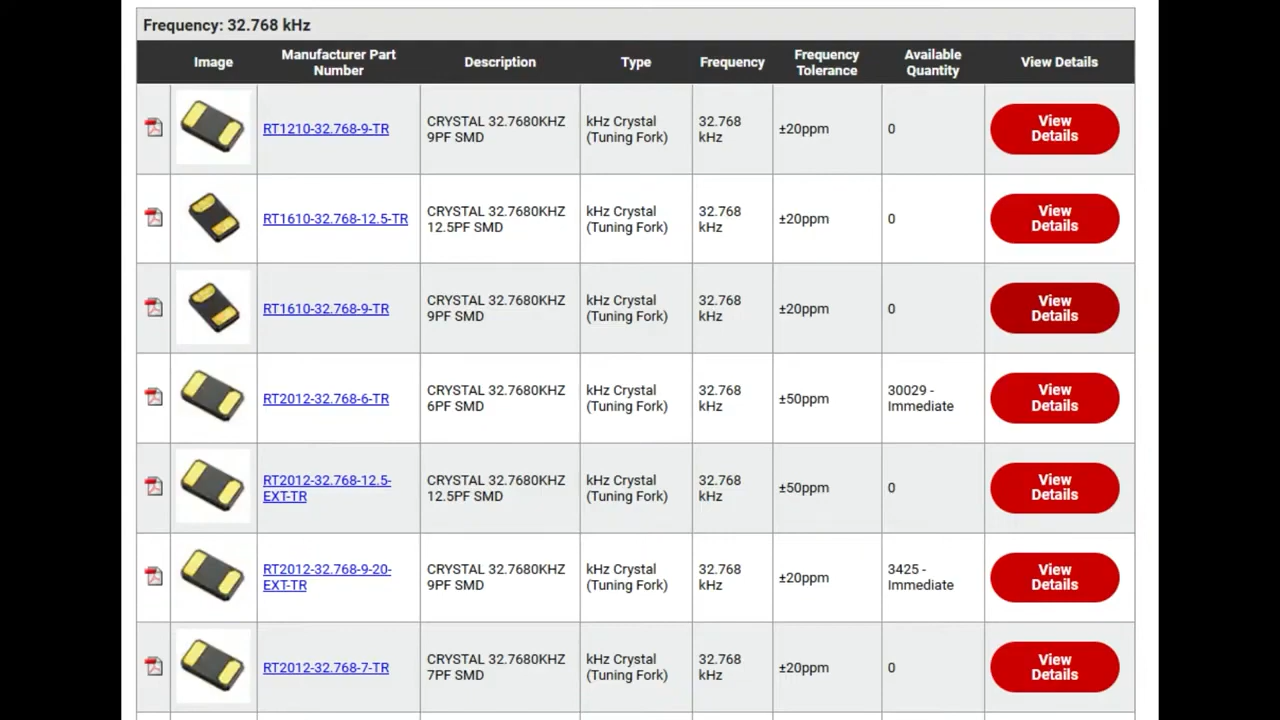 Frequency: 32.768 kHz
Image
Manufacturer Part
Number
Description
Type
Frequency
Frequency
Tolerance
Available
Quantity
View Details
RT1210-32.768-9-TR
CRYSTAL 32.7680KHZ
9PF SMD
kHz Crystal
(Tuning Fork)
32.768
kHz
±20ppm
0
View
Details
RT1610-32.768-12.5-TR
CRYSTAL 32.7680KHZ
12.5PF SMD
kHz Crystal
(Tuning Fork)
32.768
kHz
±20ppm
0
View
Details
RT1610-32.768-9-TR
CRYSTAL 32.7680KHZ
9PF SMD
kHz Crystal
(Tuning Fork)
32.768
kHz
±20ppm
0
View
Details
RT2012-32.768-6-TR
CRYSTAL 32.7680KHZ
6PF SMD
kHz Crystal
(Tuning Fork)
32.768
kHz
±50ppm
30029 -
Immediate
View
Details
RT2012-32.768-12.5-
EXT-TR
CRYSTAL 32.7680KHZ
12.5PF SMD
kHz Crystal
(Tuning Fork)
32.768
kHz
±50ppm
0
View
Details
RT2012-32.768-9-20-
EXT-TR
CRYSTAL 32.7680KHZ
9PF SMD
kHz Crystal
(Tuning Fork)
32.768
kHz
±20ppm
3425 -
Immediate
View
Details
RT2012-32.768-7-TR
CRYSTAL 32.7680KHZ
7PF SMD
kHz Crystal
(Tuning Fork)
32.768
kHz
±20ppm
0
View
Details